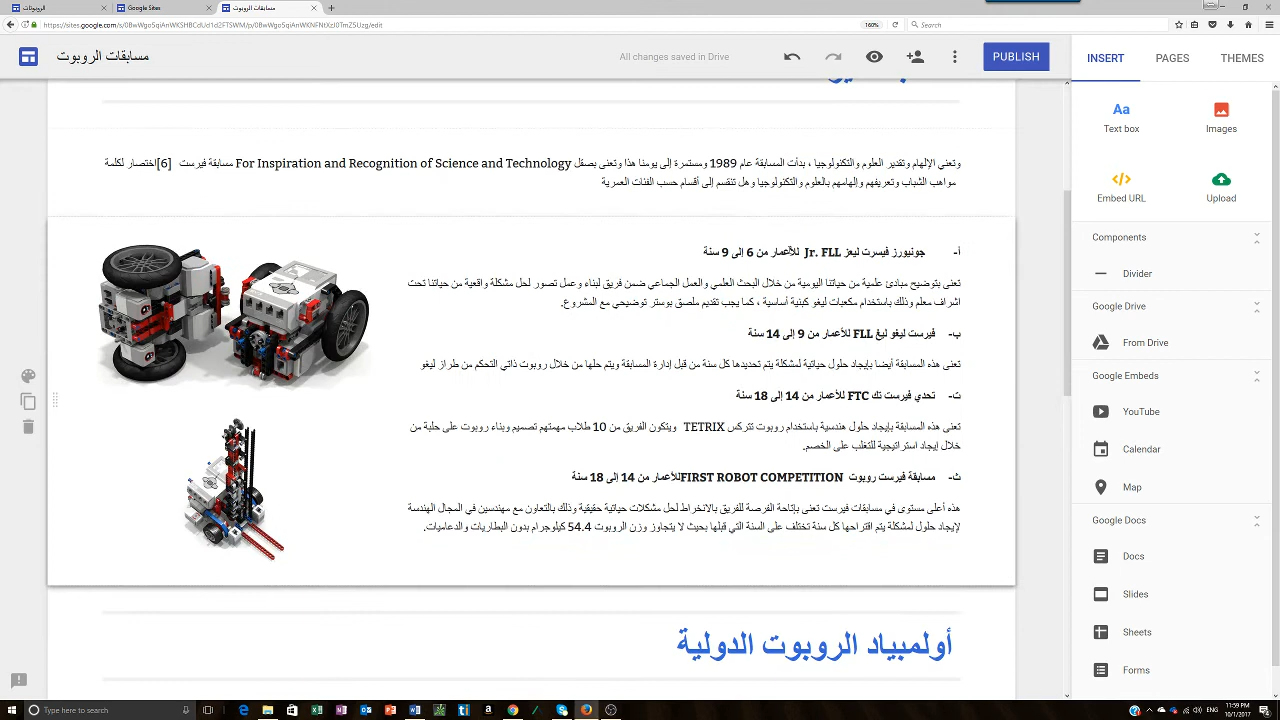 الروبوتات
Google Sites
مسابقات الروبوت
https://sites.google.com/s/
/edit
160%
Search
مسابقات الروبوت
All changes saved in Drive
PUBLISH
INSERT
PAGES
THEMES
وتعني الإلهام وتقدير العلوم والتكنولوجيا ، بدأت المسابقة عام 1989 ومستمرة إلى يومنا هذا وتعنى بصقل For Inspiration and Recognition of Science and Technology مسابقة فيرست [6]اختصار لكلمة
مواهب الشباب وتعريفهم وإلهامهم بالعلوم والتكنولوجيا وهل تنقسم إلى أقسام حسب الفئات العمرية
أ- جونيورز فيسرت ليغز Jr. FLL للأعمار من 6 إلى 9 سنة
تعنى بتوضيح مبادئ علمية من حياتنا اليومية من خلال البحث العلمي والعمل الجماعي ضمن فريق لبناء وعمل تصور لحل مشكلة واقعية من حياتنا تحت
اشراف معلم وذلك باستخدام مكعبات ليغو كبنية أساسية ، كما يجب تقديم ملصق بوستر توضيحي مع المشروع.
ب- فيرست ليغو ليغ FLL للأعمار من 9 إلى 14 سنة
تعنى هذه المسابقة أيضا بإيجاد حلول حياتية لمشكلة يتم تحديدها كل سنة من قبل إدارة المسابقة ويتم حلها من خلال روبوت ذاتي التحكم من طراز ليغو
ت- تحدي فيرست تك FTC للأعمار من 14 إلى 18 سنة
تعنى هذه المسابقة بإيجاد حلول هندسية باستخدام روبوت تتركس TETRIX ويتكون الفريق من 10 طلاب مهمتهم تصميم وبناء روبوت على حلبة من
خلال إيجاد استراتيجية للتغلب على الخصم.
ث- مسابقة فيرست روبوت FIRST ROBOT COMPETITIONللأعمار من 14 إلى 18 سنة
هذه أعلى مستوى في مسابقات فيرست تعنى بإتاحة الفرصة للفريق بالانخراط لحل مشكلات حياتية حقيقية وذلك بالتعاون مع مهندسين في المجال الهندسة
لإيجاد حلول لمشكلة يتم اقتراحها كل سنة تختلف على السنة التي قبلها بحيث لا يتجاوز وزن الروبوت 54.4 كيلوجرام بدون البطاريات والدعاميات.
أولمبياد الروبوت الدولية
Aa
Text box
Images
Embed URL
Upload
Components
Divider
Google Drive
From Drive
Google Embeds
YouTube
Calendar
Map
Google Docs
Docs
Slides
Sheets
Forms
Type here to search
ENG
11:59 PM
10/1/2017